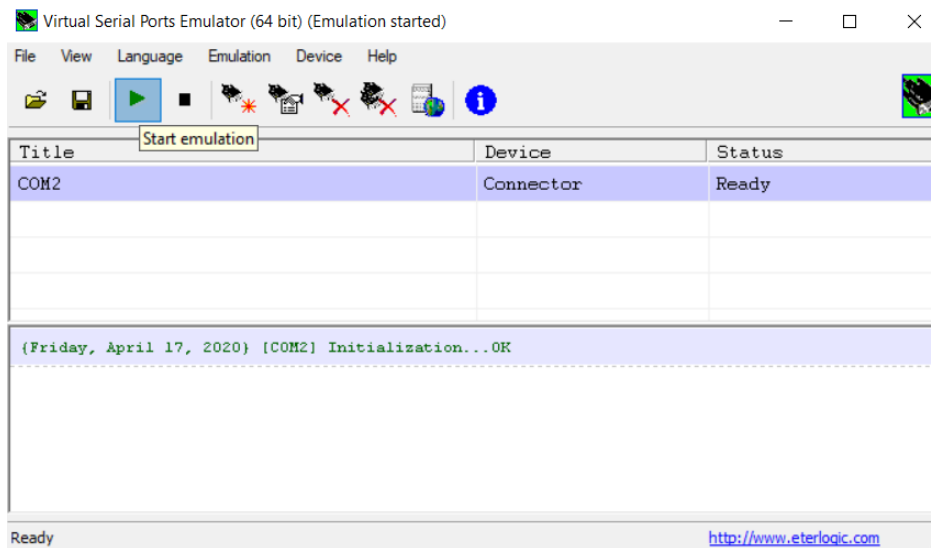 Virtual Serial Ports Emulator (64 bit) (Emulation started)
File View Language Emulation Device Help
Start emulation
Title Device Status
COM2 Connector Ready
{Friday, April 17, 2020} [COM2] Initialization...OK
Ready http://www.eterlogic.com